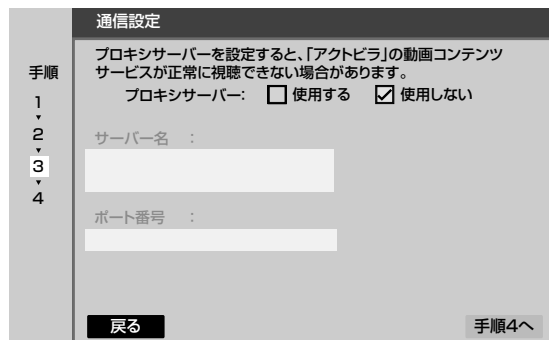 通信設定
プロキシサーバーを設定すると、「アクトビラ」の動画コンテンツ
サービスが正常に視聴できない場合があります。
プロキシサーバー: 使用する 使用しない
手順
1
2
3
4
サーバー名 :
ポート番号 :
戻る
手順4へ